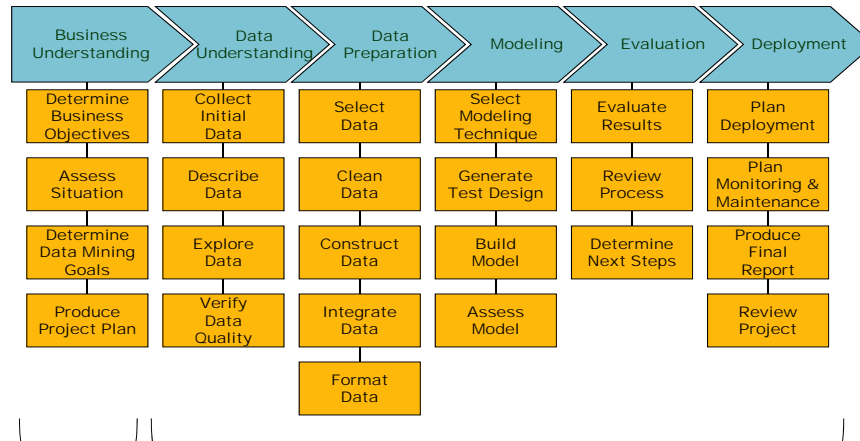 Business
Understanding
Data
Understanding
Data
Preparation
Modeling
Evaluation
Deployment
Determine
Business
Objectives
Assess
Situation
Determine
Data Mining
Goals
Produce
Project Plan
Collect
Initial
Data
Describe
Data
Explore
Data
Verify
Data
Quality
Select
Data
Clean
Data
Construct
Data
Integrate
Data
Format
Data
Select
Modeling
Technique
Generate
Test Design
Build
Model
Assess
Model
Evaluate
Results
Review
Process
Determine
Next Steps
Plan
Deployment
Plan
Monitoring &
Maintenance
Produce
Final
Report
Review
Project